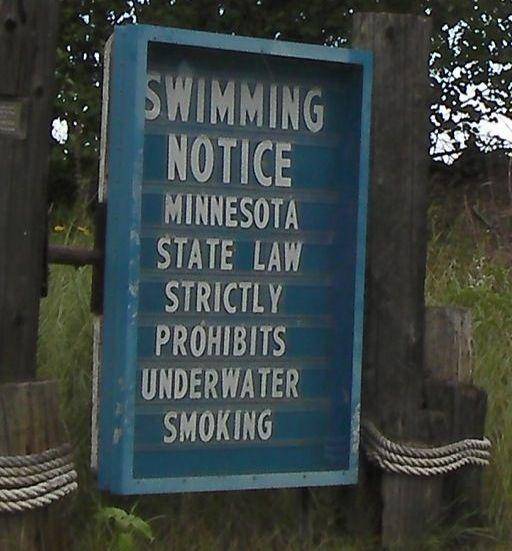 SWIMMING
NOTICE
MINNESOTA
STATE LAW
STRICTLY
PROHIBITS
UNDERWATER
SMOKING